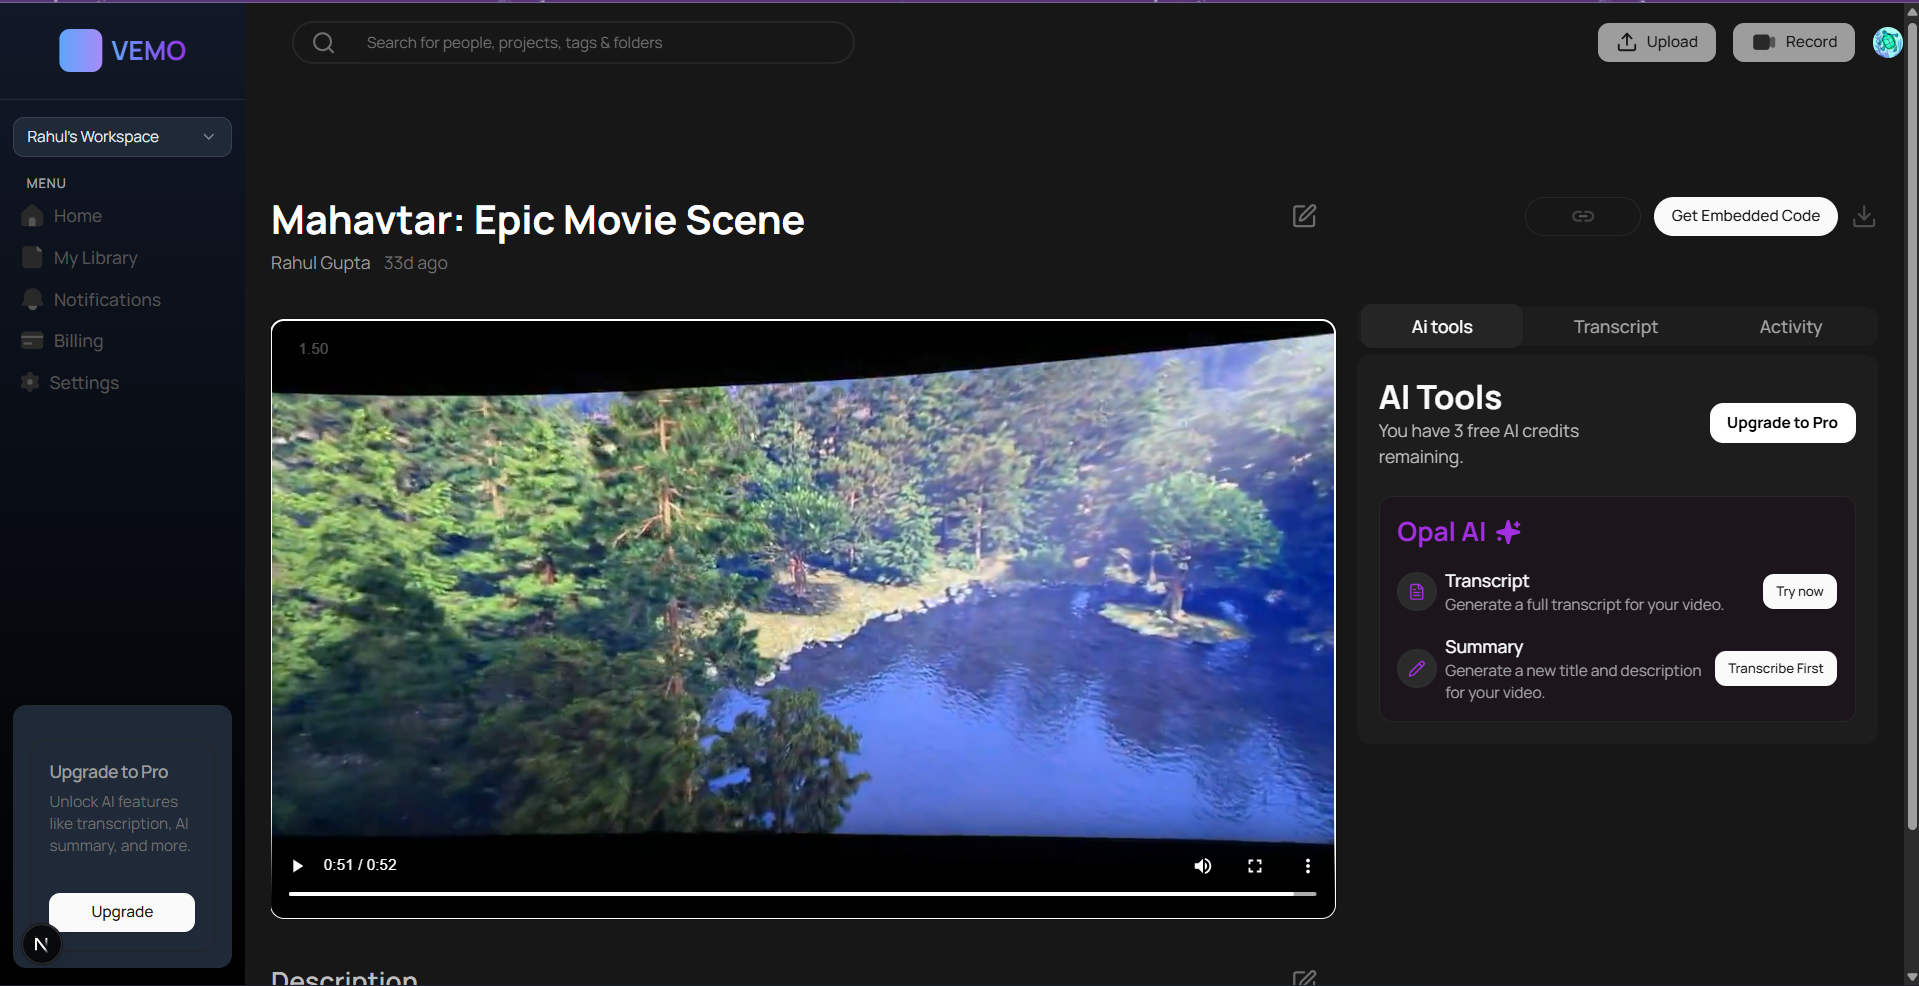 VEMO
Search for people, projects, tags & folders
Upload
Record
Rahul's Workspace
MENU
Home
My Library
Notifications
Billing
Settings
Upgrade to Pro
Unlock AI features
like transcription, AI
summary, and more.
Upgrade
N
Mahavtar: Epic Movie Scene
Rahul Gupta 33d ago
Get Embedded Code
1.50
0:51 / 0:52
Description
Ai tools
Transcript
Activity
AI Tools
You have 3 free AI credits
remaining.
Upgrade to Pro
Opal AI
Transcript
Generate a full transcript for your video.
Try now
Summary
Generate a new title and description
for your video.
Transcribe First